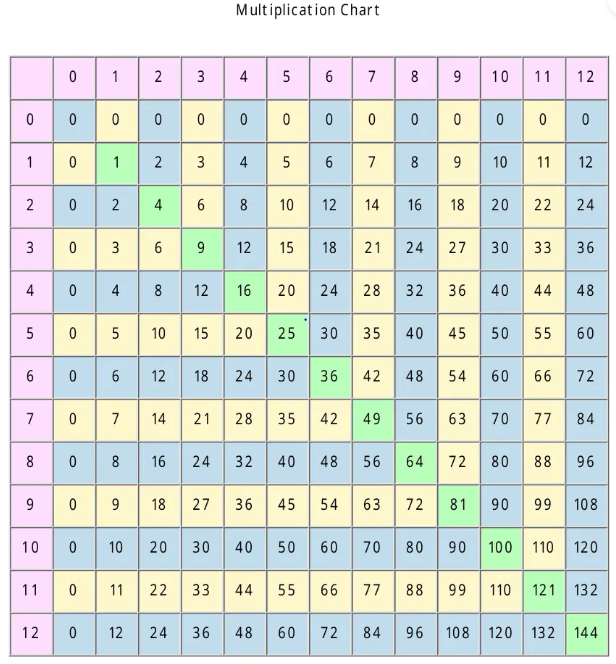 Multiplication Chart
0 1 2 3 4 5 6 7 8 9 10 11 12
0 0 0 0 0 0 0 0 0 0 0 0 0 0
1 0 1 2 3 4 5 6 7 8 9 10 11 12
2 0 2 4 6 8 10 12 14 16 18 20 22 24
3 0 3 6 9 12 15 18 21 24 27 30 33 36
4 0 4 8 12 16 20 24 28 32 36 40 44 48
5 0 5 10 15 20 25 30 35 40 45 50 55 60
6 0 6 12 18 24 30 36 42 48 54 60 66 72
7 0 7 14 21 28 35 42 49 56 63 70 77 84
8 0 8 16 24 32 40 48 56 64 72 80 88 96
9 0 9 18 27 36 45 54 63 72 81 90 99 108
10 0 10 20 30 40 50 60 70 80 90 100 110 120
11 0 11 22 33 44 55 66 77 88 99 110 121 132
12 0 12 24 36 48 60 72 84 96 108 120 132 144